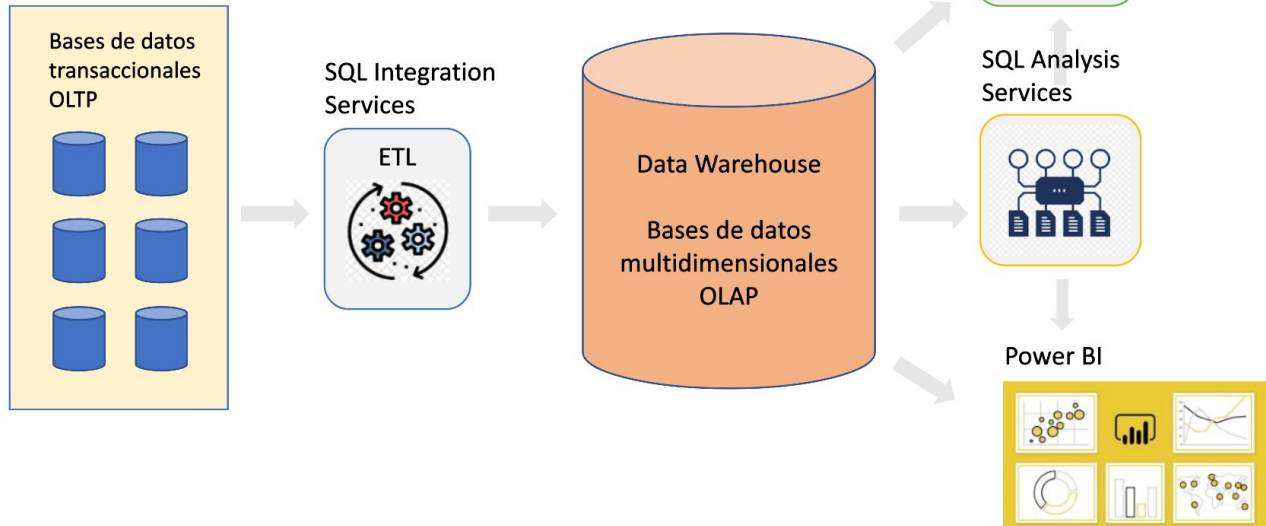 Bases de datos
transaccionales
OLTP
SQL Integration
Services
ETL
Data Warehouse
Bases de datos
multidimensionales
OLAP
SQL Analysis
Services
Power BI